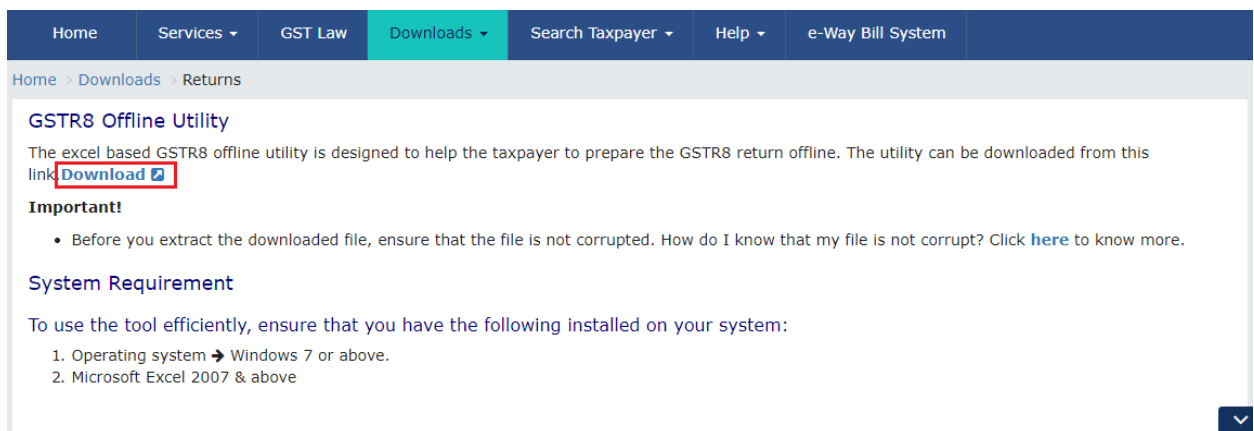 Home Services GST Law Downloads Search Taxpayer Help e-Way Bill System
Home > Downloads > Returns
GSTR8 Offline Utility
The excel based GSTR8 offline utility is designed to help the taxpayer to prepare the GSTR8 return offline. The utility can be downloaded from this
link Download
Important!
• Before you extract the downloaded file, ensure that the file is not corrupted. How do I know that my file is not corrupt? Click here to know more.
System Requirement
To use the tool efficiently, ensure that you have the following installed on your system:
1. Operating system → Windows 7 or above.
2. Microsoft Excel 2007 & above